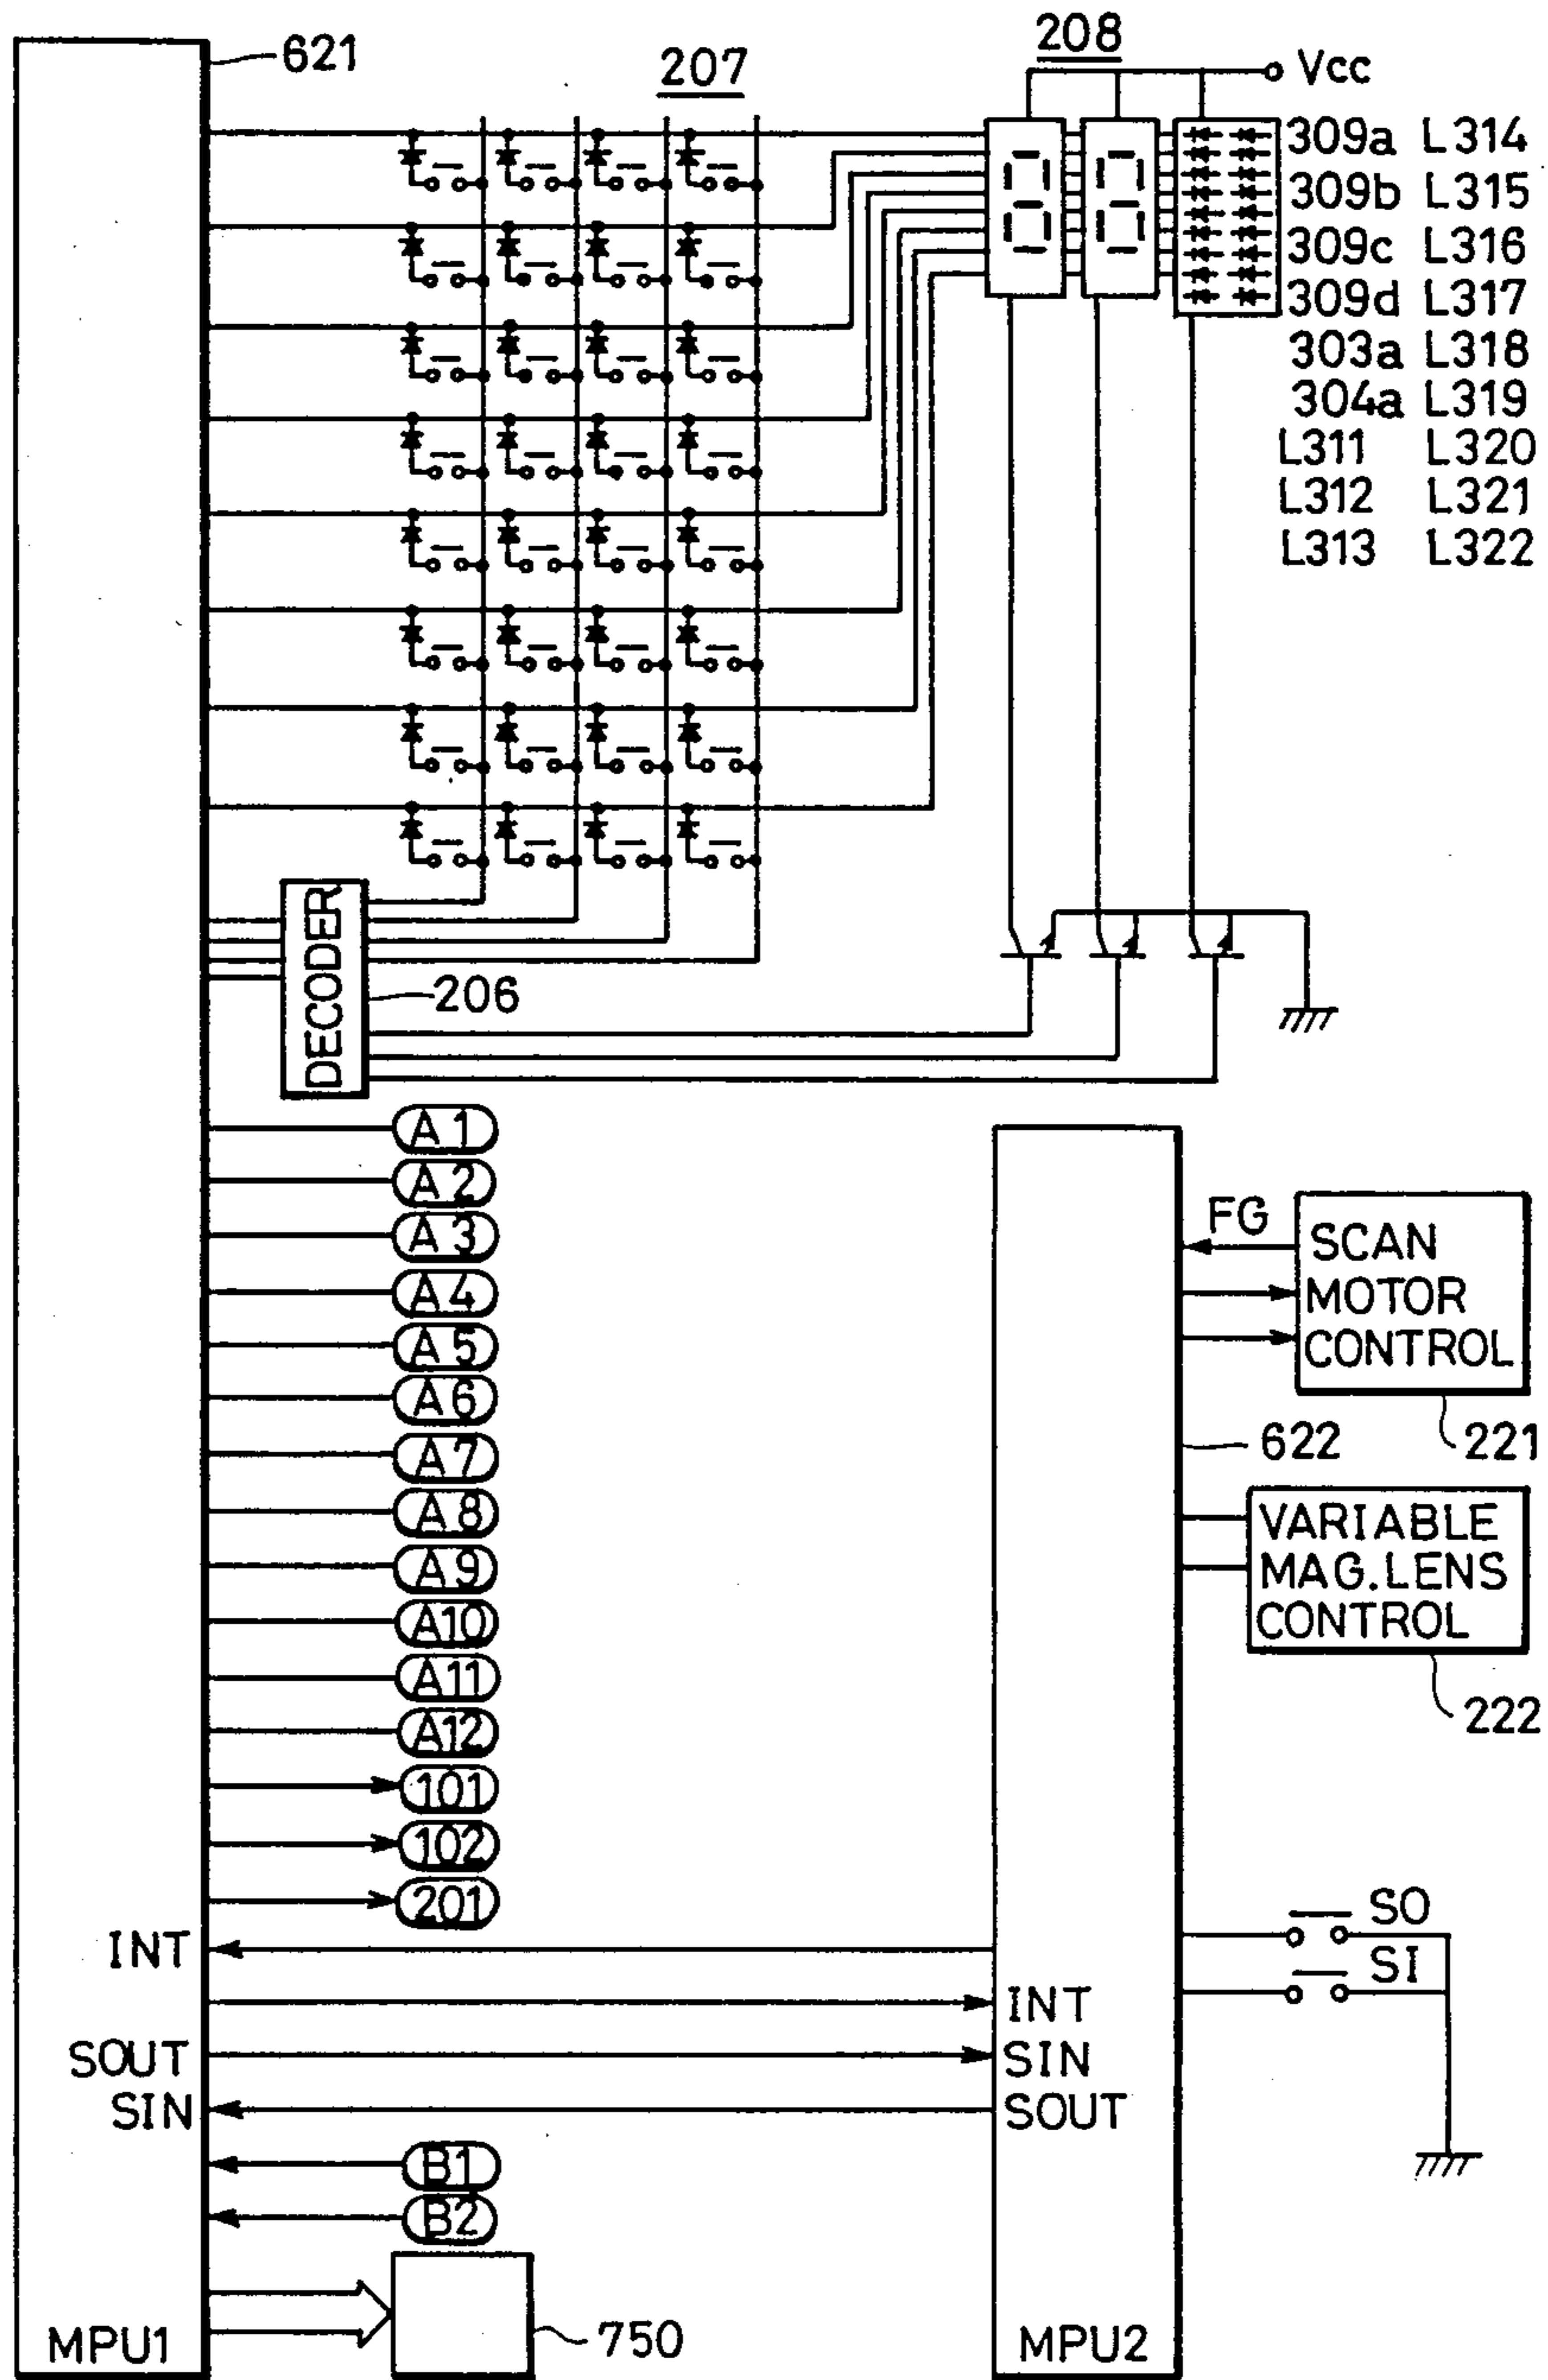 621
207
208
Vcc
309a L314
309b L315
309c L316
309d L317
303a L318
304a L319
L311 L320
L312 L321
L313 L322
DECODER
206
A1
A2
A3
A4
A5
A6
A7
A8
A9
A10
A11
A12
101
102
201
INT
SOUT
SIN
B1
B2
750
MPU1
INT
SIN
SOUT
MPU2
622
FG
SCAN
MOTOR
CONTROL
221
VARIABLE
MAG.LENS
CONTROL
222
SO
SI